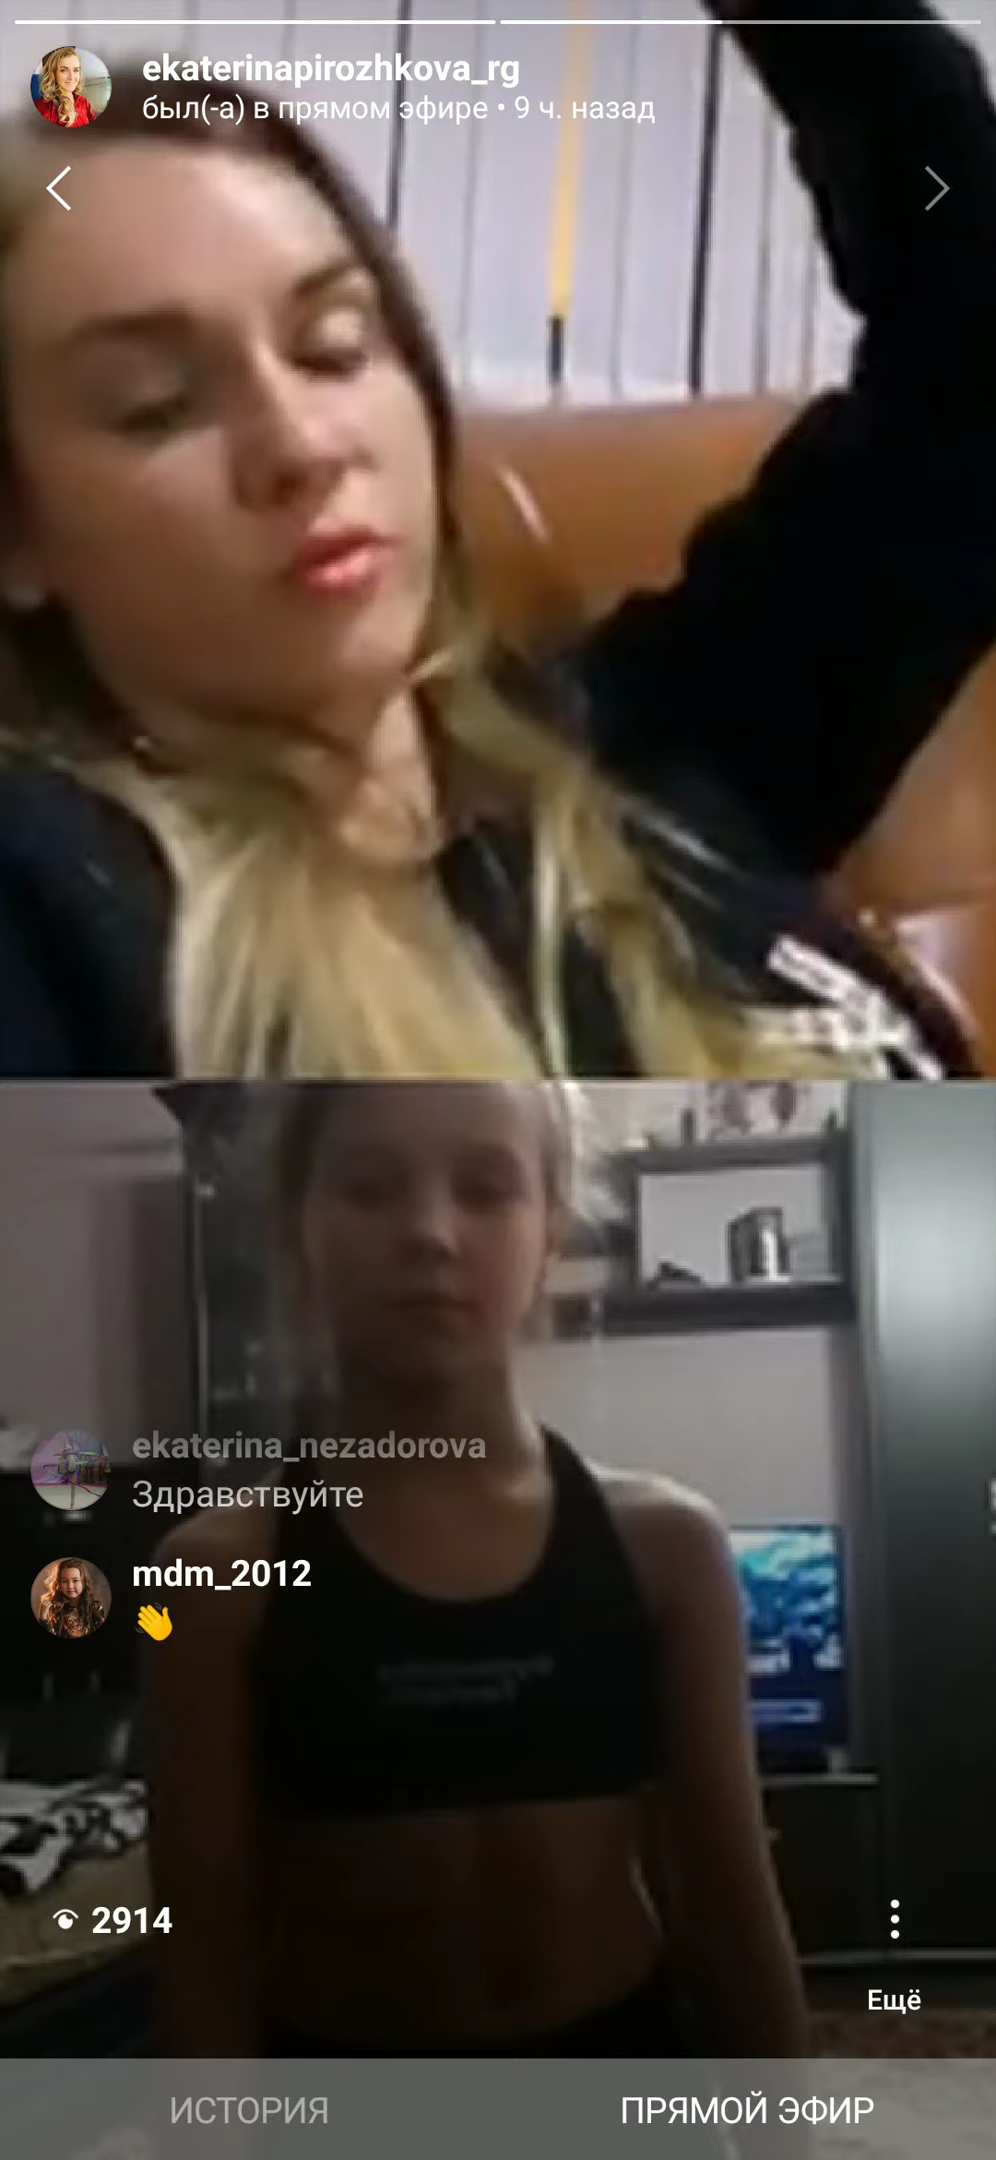 ekaterinapirozhkova_rg
был(-а) в прямом эфире • 9 ч. назад
ekaterina_nezadorova
Здравствуйте
mdm_2012
👋
2914
Ещё
ИСТОРИЯ
ПРЯМОЙ ЭФИР